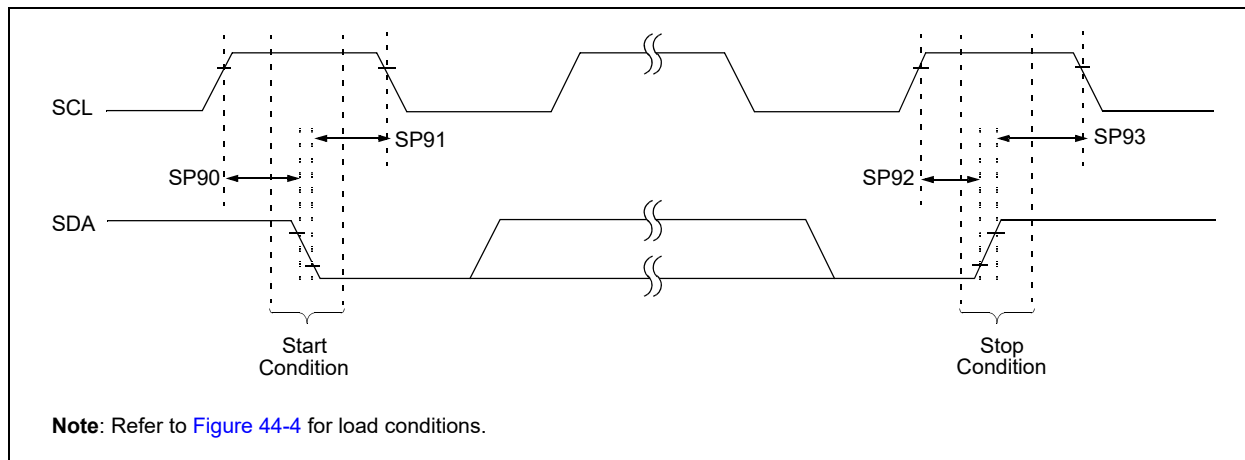 SCL
SP91
SP93
SP90
SP92
SDA
Start
Condition
Stop
Condition
Note: Refer to Figure 44-4 for load conditions.